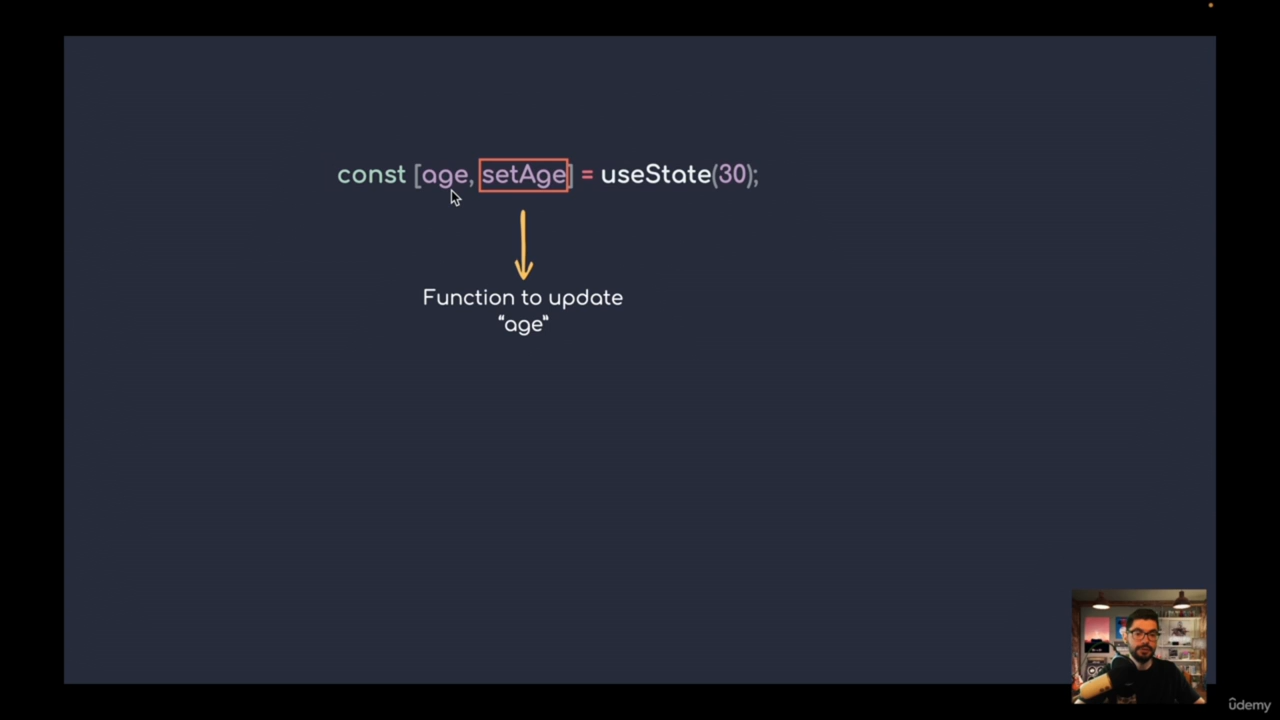 const [age, setAge] = useState(30);
Function to update
“age”
ûdemy